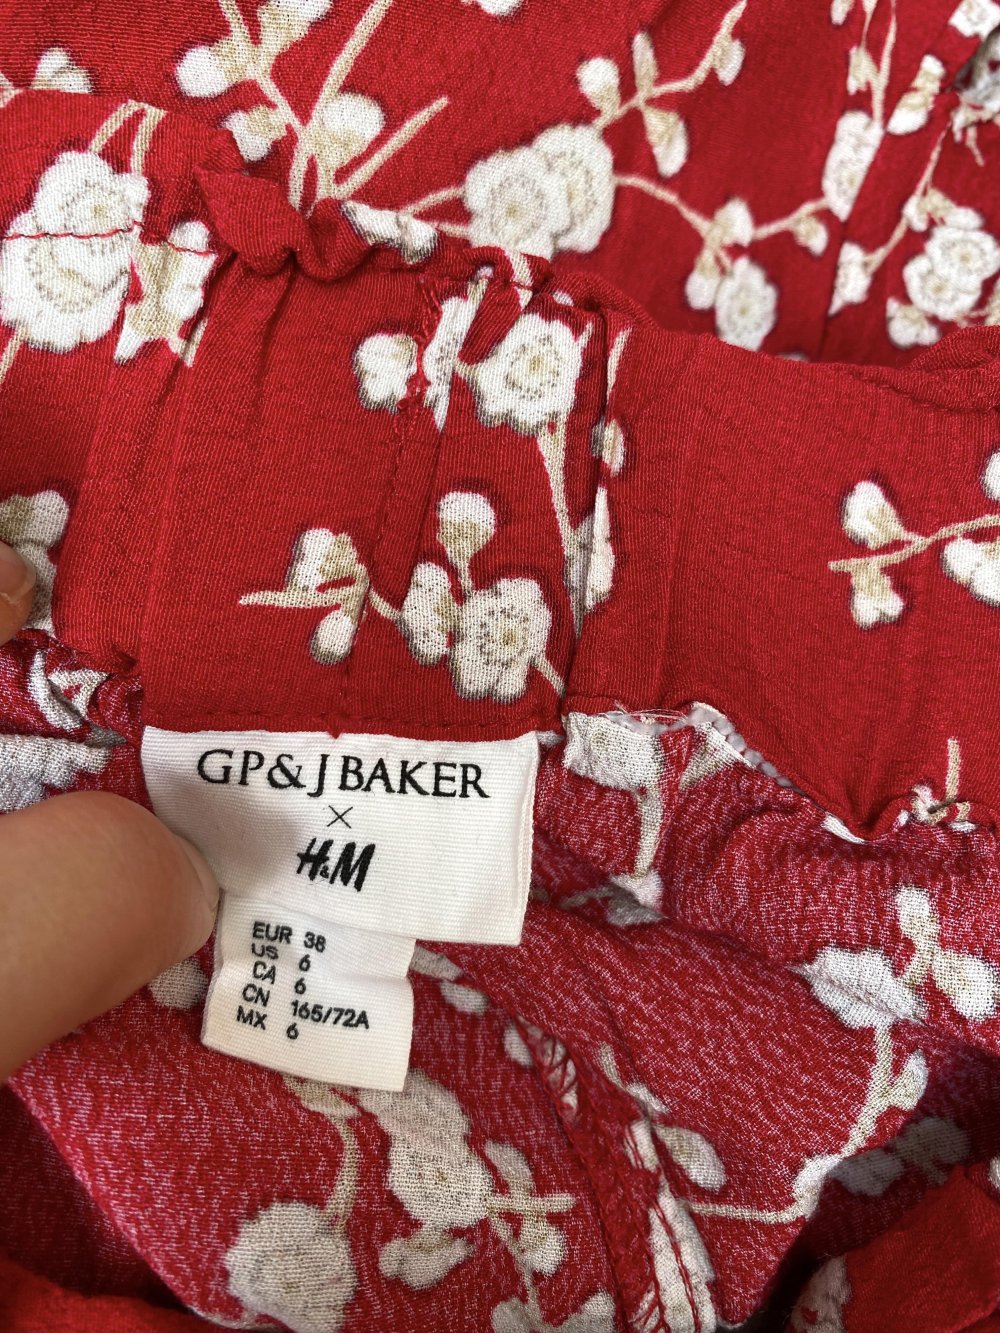 GP & J BAKER
×
H&M
EUR 38
US 6
CA 6
CN 165/72A
MX 6